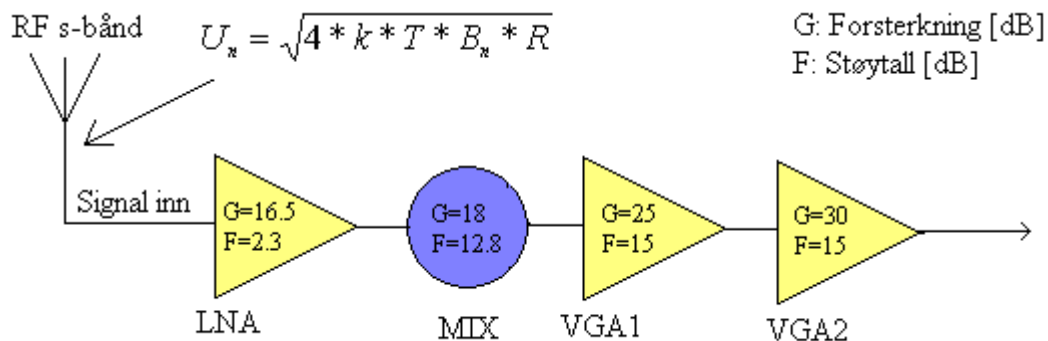 RF s-bånd
U_n = √4 * k * T * B_n * R
G: Forsterkning [dB]
F: Støytall [dB]
Signal inn
G=16.5
F=2.3
G=18
F=12.8
G=25
F=15
G=30
F=15
LNA
MIX
VGA1
VGA2